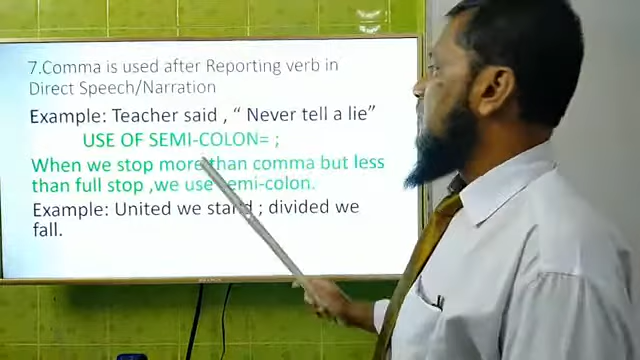 7.Comma is used after Reporting verb in
Direct Speech/Narration
Example: Teacher said , “ Never tell a lie”
USE OF SEMI-COLON= ;
When we stop more than comma but less
than full stop ,we use semi-colon.
Example: United we stand ; divided we
fall.